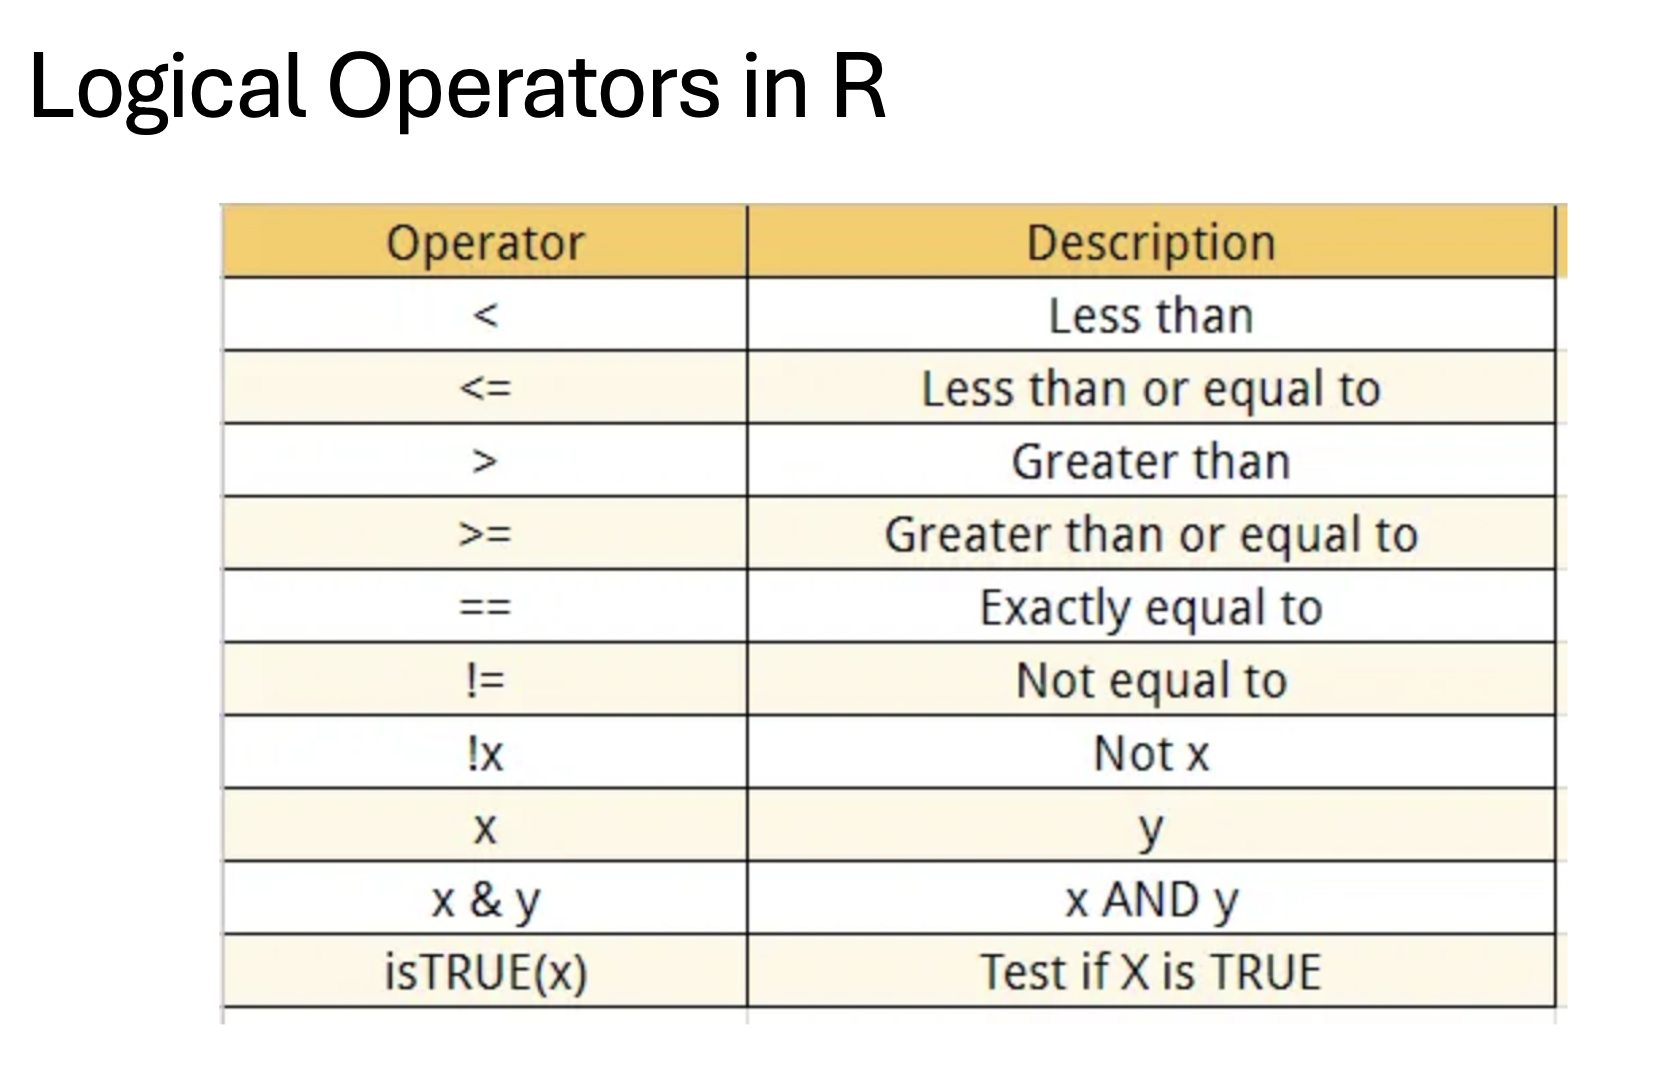 Logical Operators in R
Operator Description
< Less than
<= Less than or equal to
> Greater than
>= Greater than or equal to
== Exactly equal to
!= Not equal to
!x Not x
x y
x & y x AND y
isTRUE(x) Test if X is TRUE